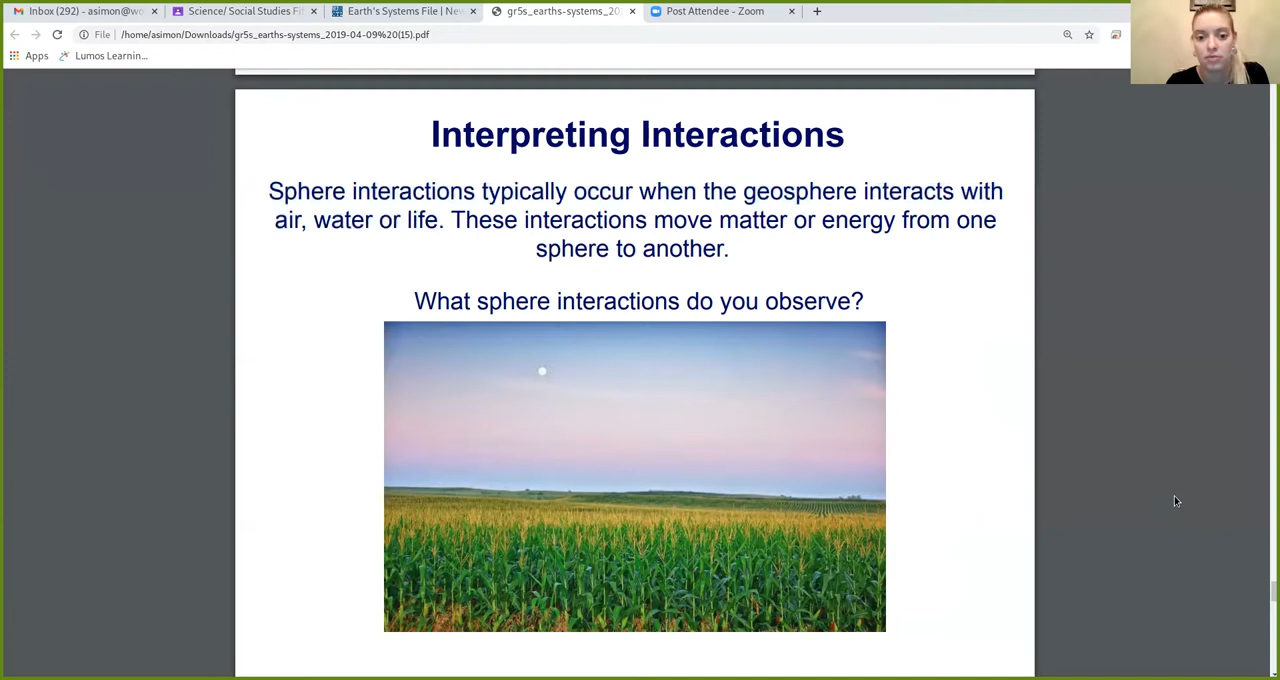 Inbox (292) - asimon@wo
Science/ Social Studies Fi
Earth's Systems File | New
gr5s_earths-systems_20
Post Attendee - Zoom
File
/home/asimon/Downloads/gr5s_earths-systems_2019-04-09%20(15).pdf
Apps
Lumos Learnin...
Interpreting Interactions
Sphere interactions typically occur when the geosphere interacts with
air, water or life. These interactions move matter or energy from one
sphere to another.
What sphere interactions do you observe?